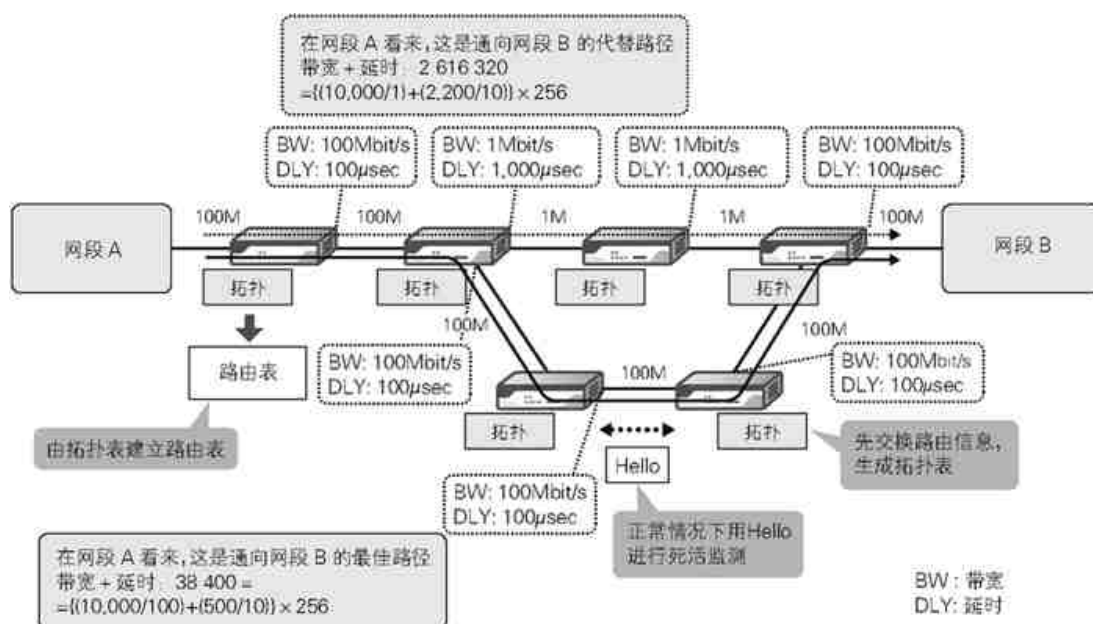 在网段 A 看来,这是通向网段 B 的代替路径
带宽 + 延时: 2 616 320
={(10,000/1)+(2,200/10)} × 256
BW: 100Mbit/s
DLY: 100μsec
BW: 1Mbit/s
DLY: 1,000μsec
BW: 1Mbit/s
DLY: 1,000μsec
BW: 100Mbit/s
DLY: 100μsec
100M
100M
1M
1M
100M
网段 A
网段 B
拓扑
拓扑
拓扑
拓扑
100M
100M
路由表
BW: 100Mbit/s
DLY: 100μsec
100M
BW: 100Mbit/s
DLY: 100μsec
拓扑
拓扑
由拓扑表建立路由表
先交换路由信息,
生成拓扑表
Hello
BW: 100Mbit/s
DLY: 100μsec
正常情况下用Hello
进行死活监测
在网段 A 看来,这是通向网段 B 的最佳路径
带宽 + 延时: 38 400 =
={(10,000/100)+(500/10)} × 256
BW : 带宽
DLY: 延时